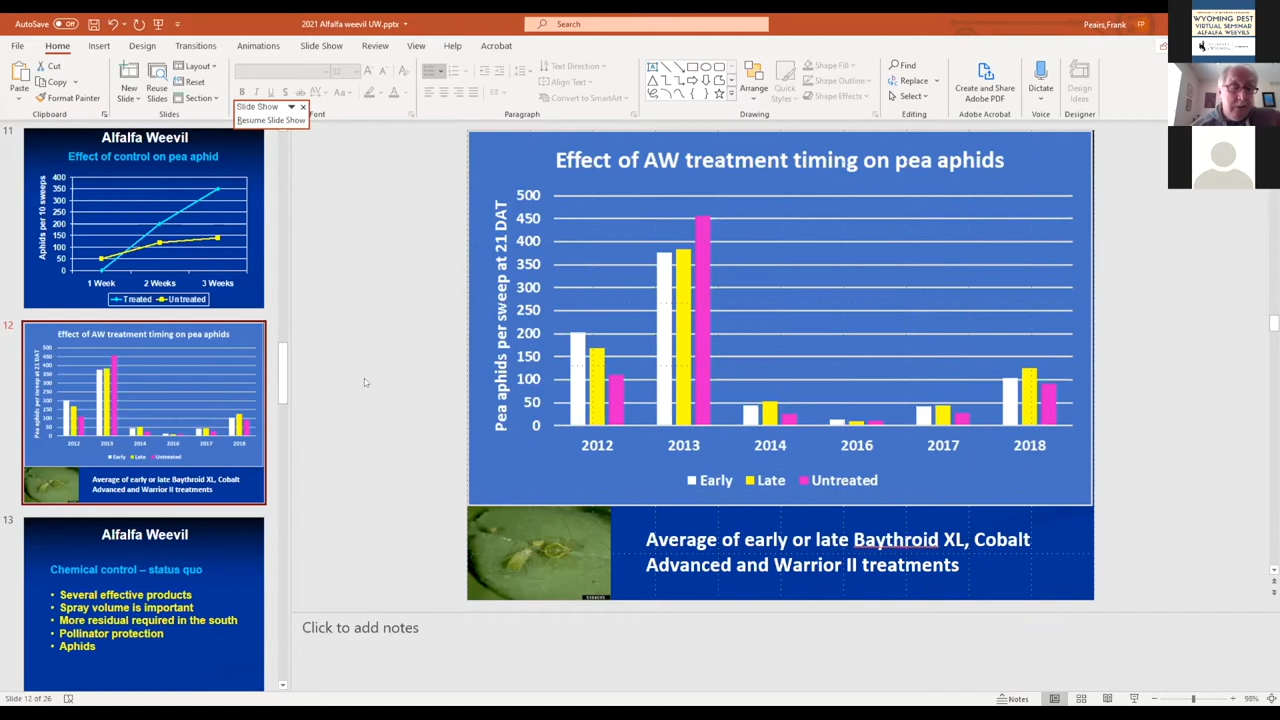 AutoSave Off
2021 Alfalfa weevil UW.pptx
Search
Peairs,Frank
FP
File Home Insert Design Transitions Animations Slide Show Review View Help Acrobat
Paste
Cut
Copy
Format Painter
Clipboard
New Slide
Reuse Slides
Layout
Reset
Section
Slides
Slide Show
Resume Slide Show
Font
Text Direction
Align Text
Convert to SmartArt
Paragraph
Arrange
Quick Styles
Shape Fill
Shape Outline
Shape Effects
Drawing
Find
Replace
Select
Editing
Create and Share Adobe PDF
Adobe Acrobat
Dictate
Voice
Design Ideas
Designer
WYOMING PEST
VIRTUAL SEMINAR
ALFALFA WEEVILS
11
Alfalfa Weevil
Effect of control on pea aphid
Aphids per 10 sweeps
400
350
300
250
200
150
100
50
0
1 Week 2 Weeks 3 Weeks
Treated Untreated
12
Effect of AW treatment timing on pea aphids
Pea aphids per sweep at 21 DAT
500
450
400
350
300
250
200
150
100
50
0
2012 2013 2014 2016 2017 2018
Early Late Untreated
Average of early or late Baythroid XL, Cobalt
Advanced and Warrior II treatments
13
Alfalfa Weevil
Chemical control – status quo
• Several effective products
• Spray volume is important
• More residual required in the south
• Pollinator protection
• Aphids
Effect of AW treatment timing on pea aphids
Pea aphids per sweep at 21 DAT
500
450
400
350
300
250
200
150
100
50
0
2012 2013 2014 2016 2017 2018
Early Late Untreated
Average of early or late Baythroid XL, Cobalt
Advanced and Warrior II treatments
Click to add notes
Slide 12 of 26
Notes
98%